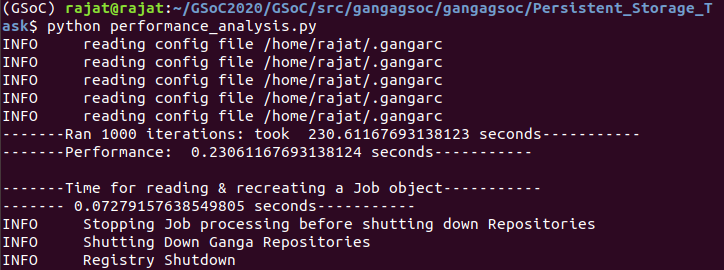 (GSoC) rajat@rajat:~/GSoC2020/GSoC/src/gangagsoc/gangagsoc/Persistent_Storage_T
ask$ python performance_analysis.py
INFO     reading config file /home/rajat/.gangarc
INFO     reading config file /home/rajat/.gangarc
INFO     reading config file /home/rajat/.gangarc
INFO     reading config file /home/rajat/.gangarc
INFO     reading config file /home/rajat/.gangarc
-------Ran 1000 iterations: took  230.61167693138123 seconds-----------
-------Performance:  0.23061167693138124 seconds-----------

-------Time for reading & recreating a Job object-----------
------- 0.07279157638549805 seconds-----------
INFO     Stopping Job processing before shutting down Repositories
INFO     Shutting Down Ganga Repositories
INFO     Registry Shutdown